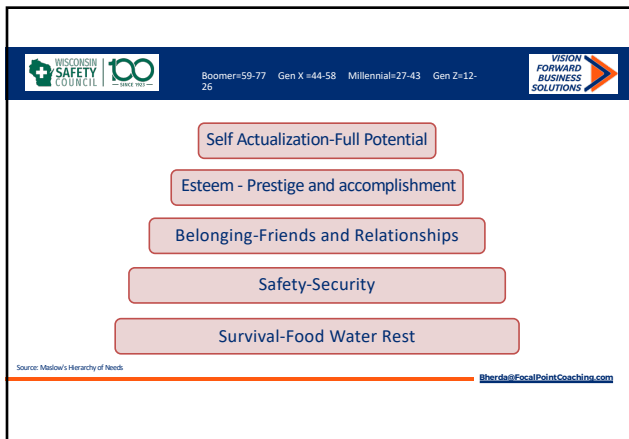 WISCONSIN
SAFETY
COUNCIL
100
SINCE 1923
Boomer=59-77 Gen X =44-58 Millennial=27-43 Gen Z=12-
26
VISION
FORWARD
BUSINESS
SOLUTIONS
Self Actualization-Full Potential
Esteem - Prestige and accomplishment
Belonging-Friends and Relationships
Safety-Security
Survival-Food Water Rest
Source: Maslow's Hierarchy of Needs
Bherda@FocalPointCoaching.com